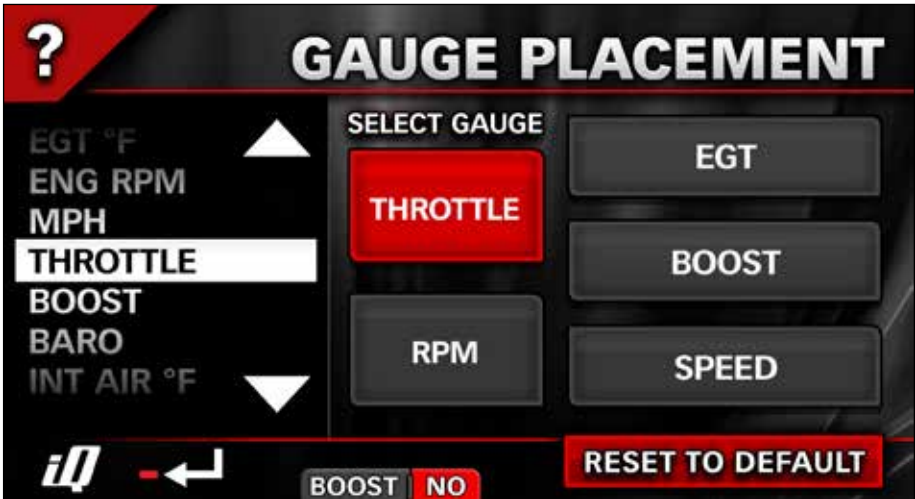 ?
GAUGE PLACEMENT
EGT °F
ENG RPM
MPH
THROTTLE
BOOST
BARO
INT AIR °F
SELECT GAUGE
THROTTLE
RPM
EGT
BOOST
SPEED
iQ
BOOST NO
RESET TO DEFAULT